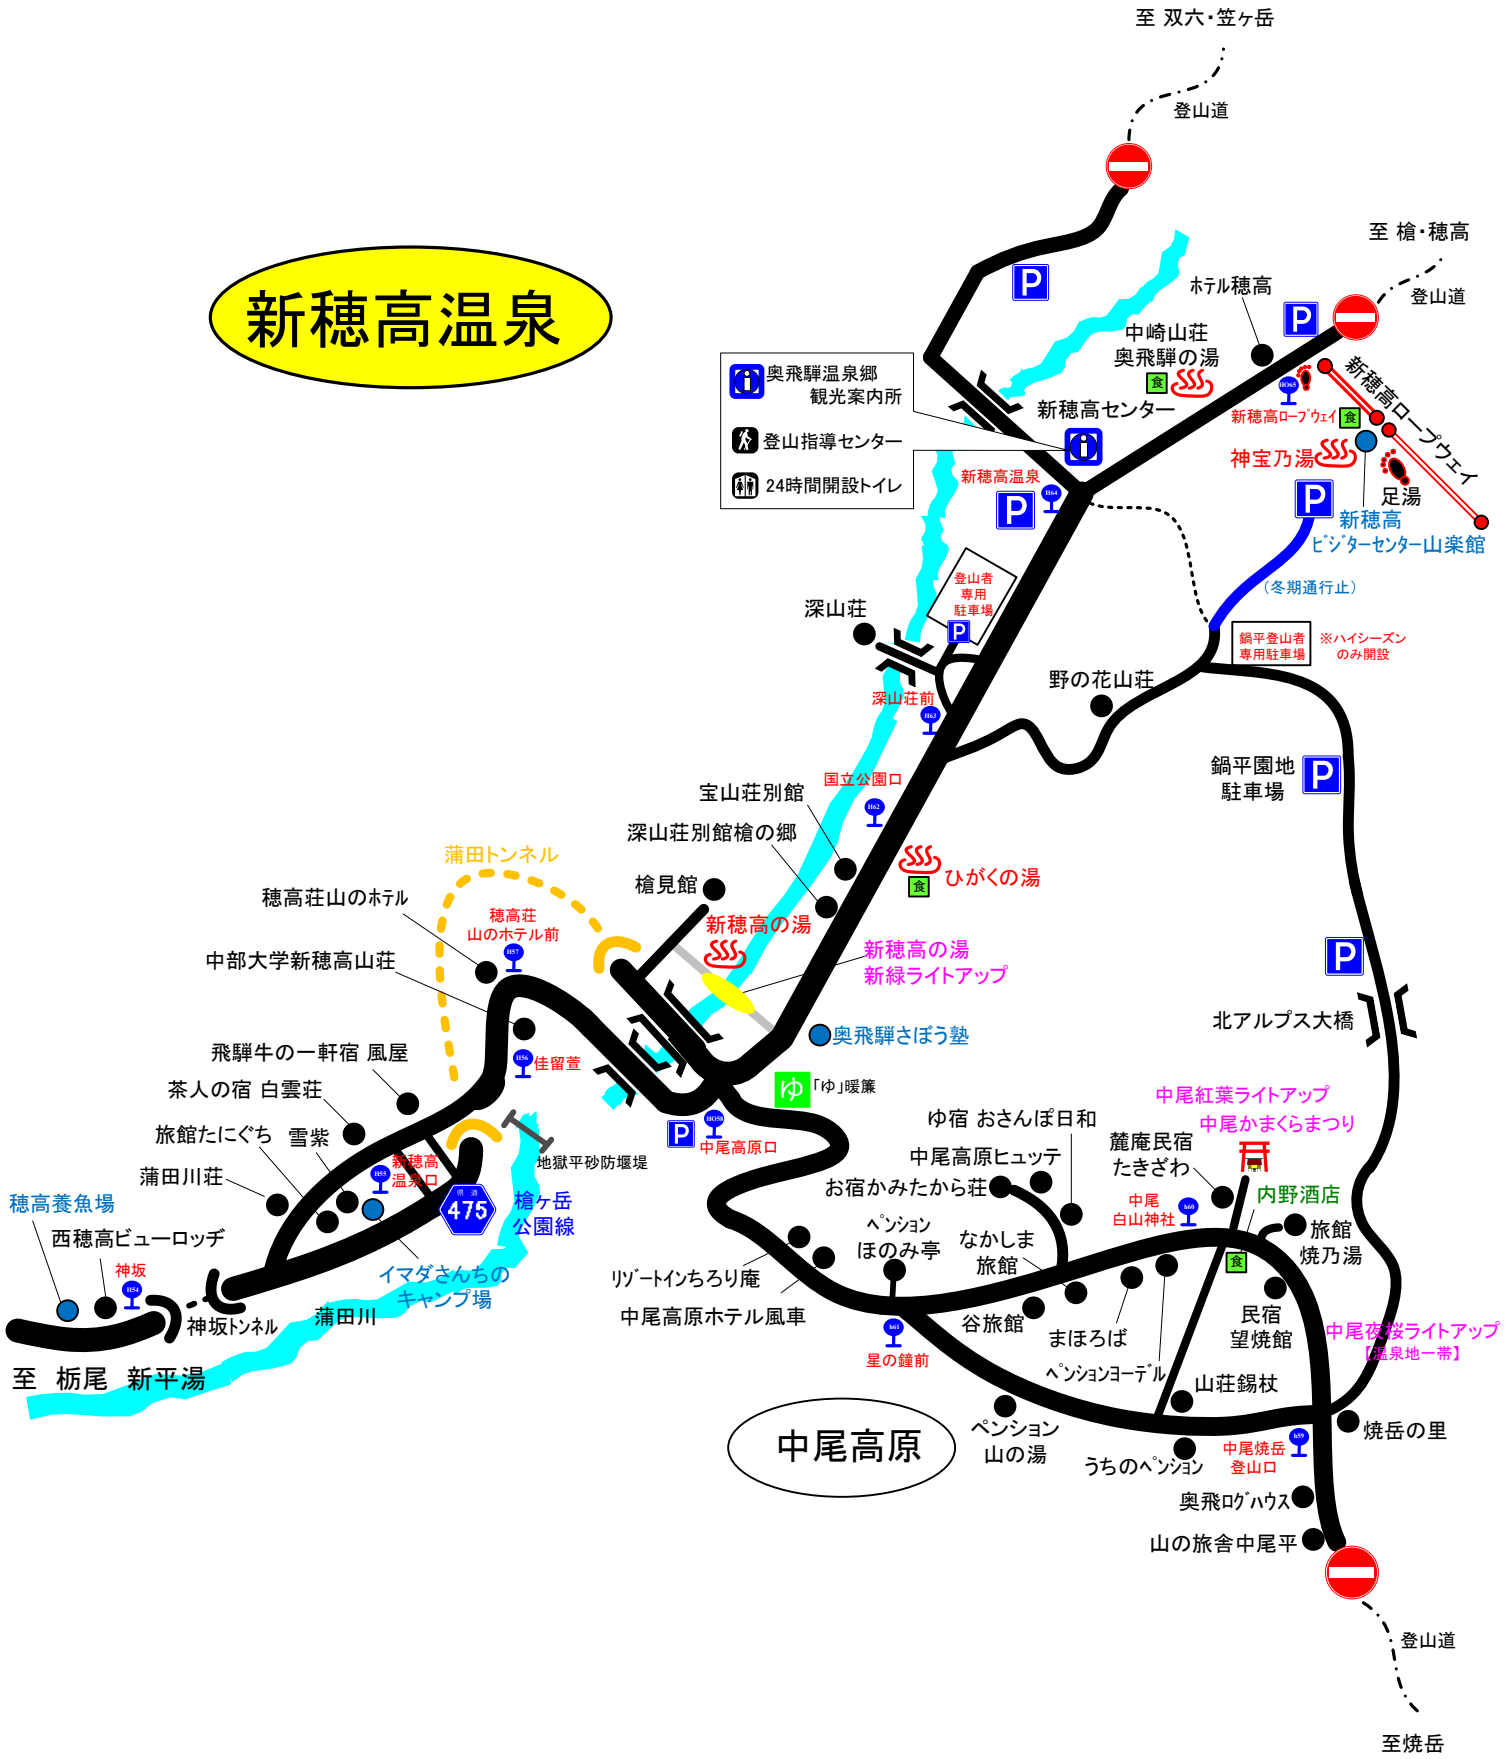 至 双六・笠ヶ岳
登山道
至 槍・穂高
登山道
新穂高温泉
ホテル穂高
P
P
中崎山荘
奥飛騨の湯
食
奥飛騨温泉郷
観光案内所
登山指導センター
24時間開設トイレ
新穂高センター
HO65
新穂高ロープウェイ
食
新穂高ロープウェイ
神宝乃湯
足湯
新穂高温泉
H64
P
P
新穂高
ビジターセンター山楽館
(冬期通行止)
登山者
専用
駐車場
P
深山荘
鍋平登山者
専用駐車場
※ハイシーズン
のみ開設
野の花山荘
深山荘前
H63
鍋平園地
駐車場
P
国立公園口
H62
宝山荘別館
深山荘別館槍の郷
蒲田トンネル
槍見館
ひがくの湯
食
穂高荘山のホテル
穂高荘
山のホテル前
H57
新穂高の湯
新穂高の湯
新緑ライトアップ
P
中部大学新穂高山荘
北アルプス大橋
奥飛騨さぼう塾
飛騨牛の一軒宿 風屋
H56
佳留萱
茶人の宿 白雲荘
ゆ
「ゆ」暖簾
中尾紅葉ライトアップ
中尾かまくらまつり
旅館たにぐち
雪紫
P
HO58
中尾高原口
ゆ宿 おさんぽ日和
麓庵民宿
たきざわ
蒲田川荘
H55
新穂高
温泉口
地獄平砂防堰堤
中尾高原ヒュッテ
お宿かみたから荘
穂高養魚場
県道
475
槍ヶ岳
公園線
中尾
白山神社
h60
内野酒店
西穂高ビューロッヂ
ペンション
ほのみ亭
なかしま
旅館
旅館
焼乃湯
食
神坂
H54
イマダさんちの
キャンプ場
リゾートインちろり庵
中尾高原ホテル風車
谷旅館
まほろば
民宿
望焼館
神坂トンネル
蒲田川
h61
星の鐘前
ペンションヨーデル
中尾夜桜ライトアップ
【温泉地一帯】
至 栃尾 新平湯
山荘錫杖
中尾高原
ペンション
山の湯
うちのペンション
中尾焼岳
登山口
h59
焼岳の里
奥飛ログハウス
山の旅舎中尾平
登山道
至焼岳